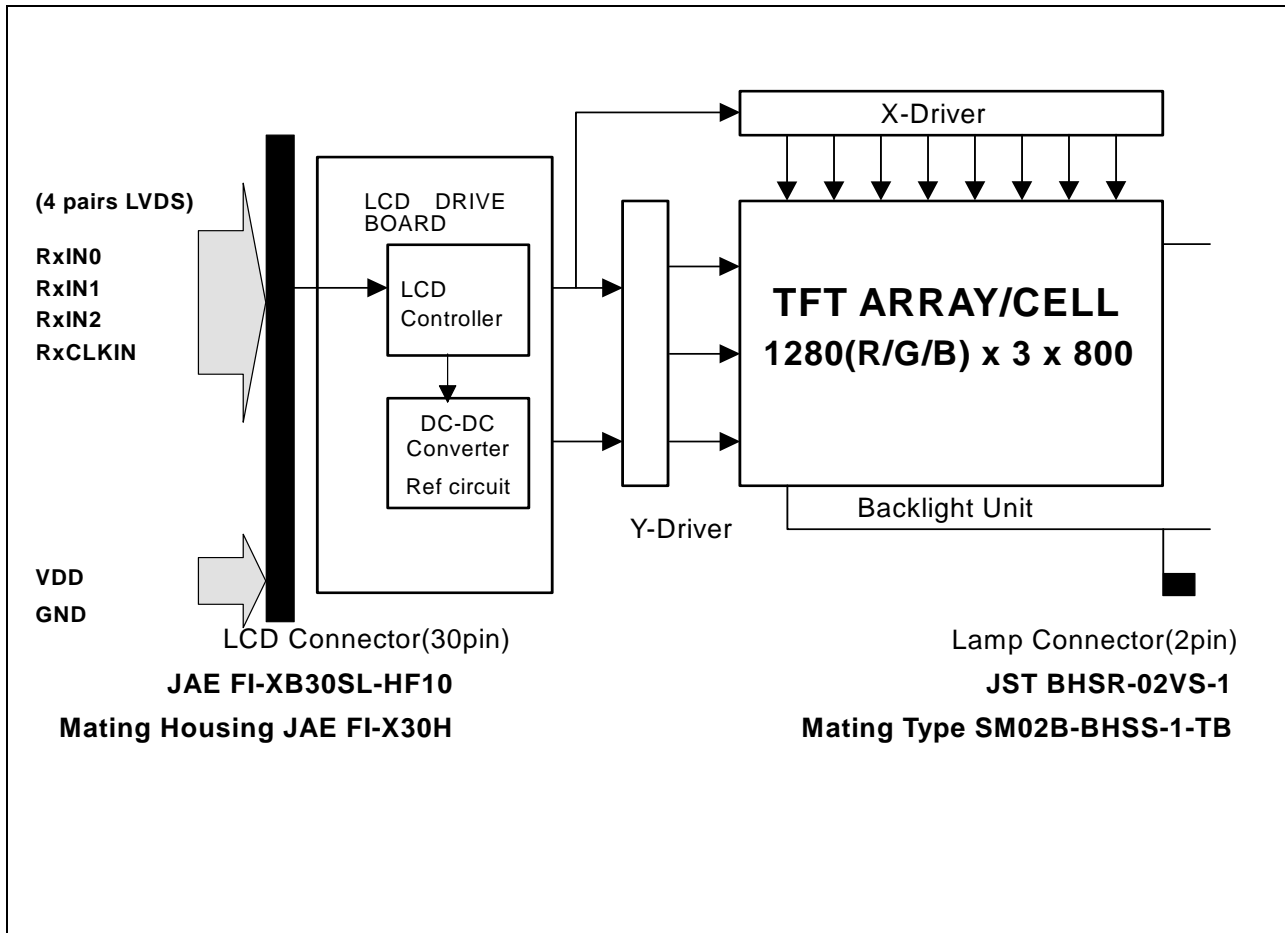 X-Driver
(4 pairs LVDS)
RxIN0
RxIN1
RxIN2
RxCLKIN
LCD DRIVE
BOARD
LCD
Controller
DC-DC
Converter
Ref circuit
TFT ARRAY/CELL
1280(R/G/B) x 3 x 800
Y-Driver
Backlight Unit
VDD
GND
LCD Connector(30pin)
JAE FI-XB30SL-HF10
Mating Housing JAE FI-X30H
Lamp Connector(2pin)
JST BHSR-02VS-1
Mating Type SM02B-BHSS-1-TB